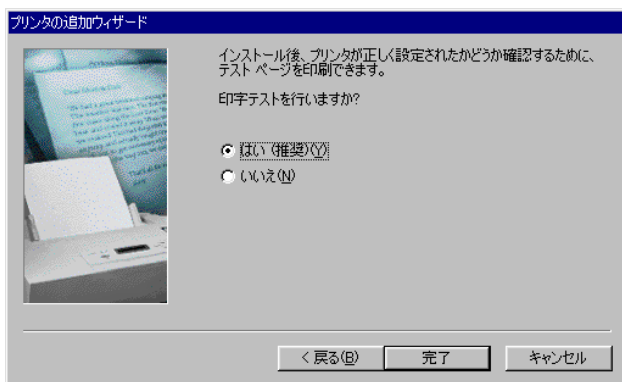 プリンタの追加ウィザード
インストール後、プリンタが正しく設定されたかどうか確認するために、
テスト ページを印刷できます。
印字テストを行いますか?
はい (推奨)(Y)
いいえ(N)
< 戻る(B)
完了
キャンセル